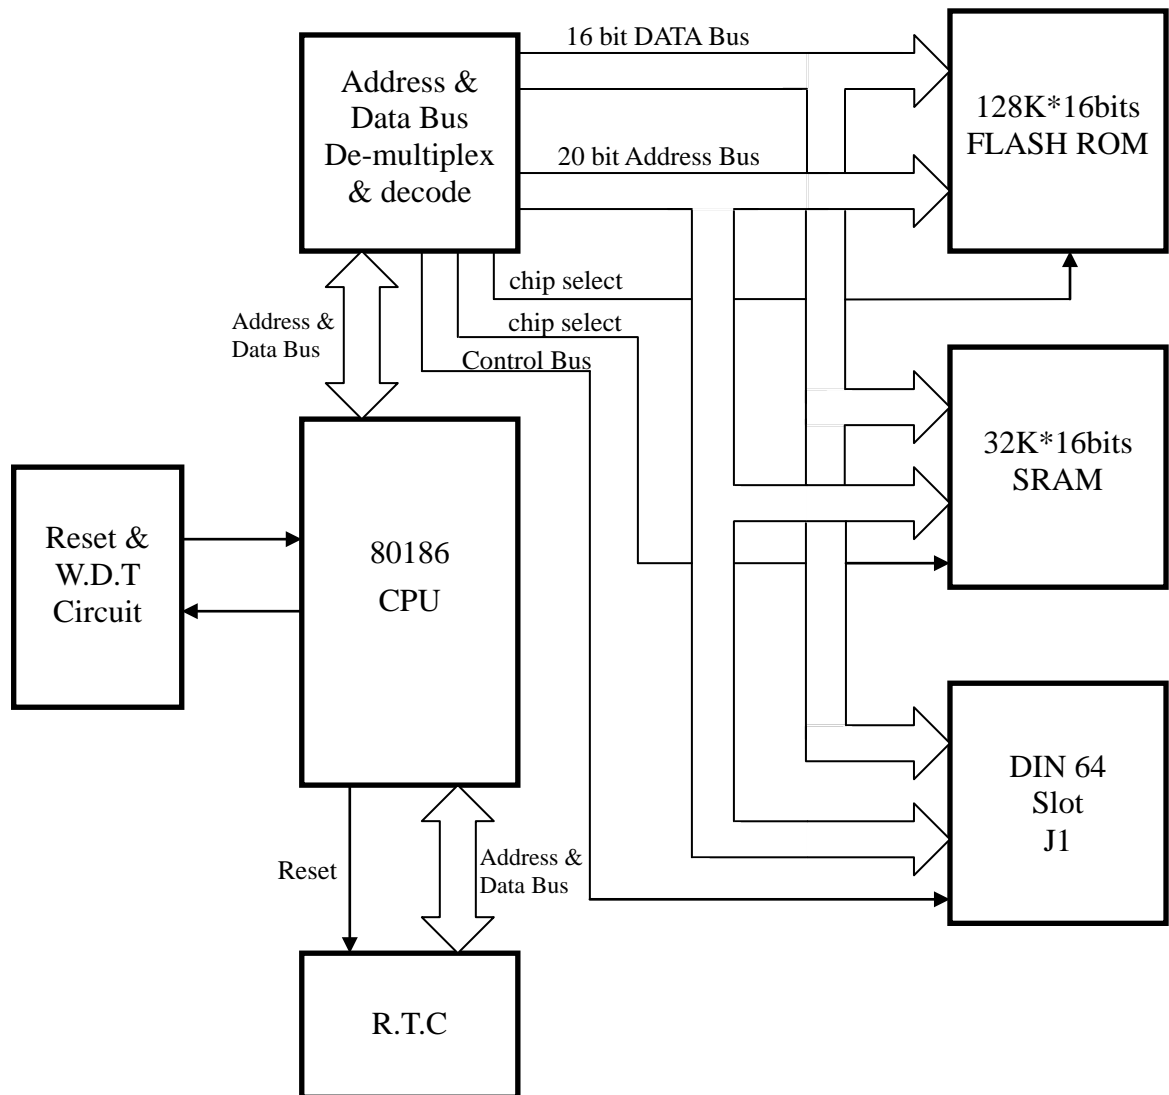 16 bit DATA Bus
Address &
Data Bus
De-multiplex
& decode
128K*16bits
FLASH ROM
20 bit Address Bus
chip select
Address &
Data Bus
chip select
Control Bus
32K*16bits
SRAM
Reset &
W.D.T
Circuit
80186
CPU
DIN 64
Slot
J1
Reset
Address &
Data Bus
R.T.C